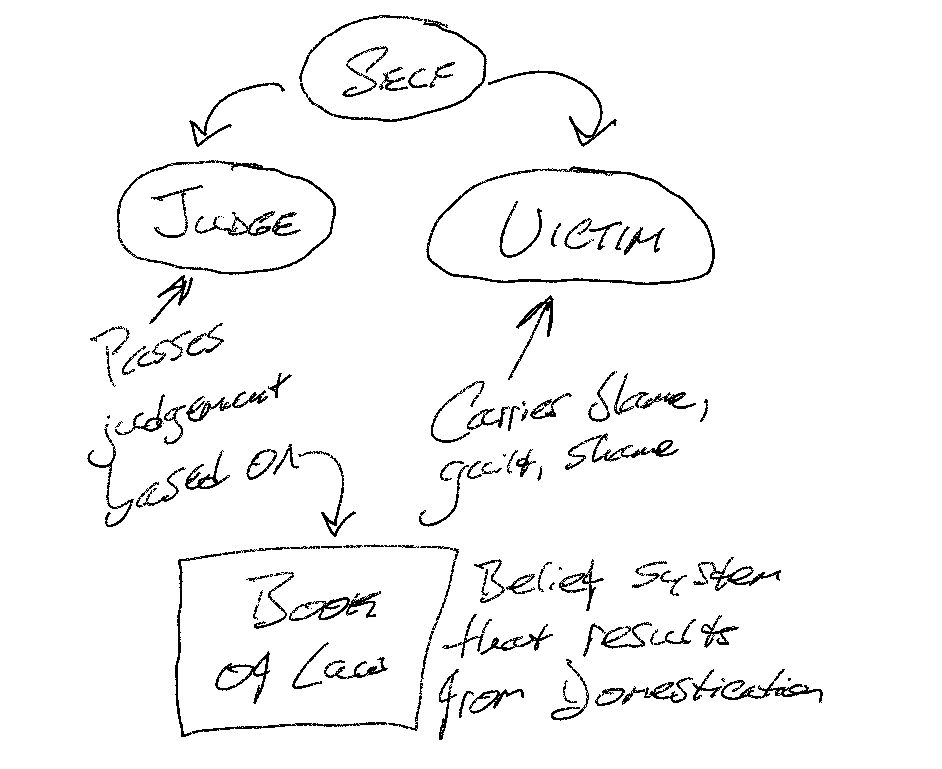 SELF
JUDGE
VICTIM
Passes
judgement
based on
Carries blame,
guilt, shame
BOOK
of Law
Belief system
that results
from Domestication